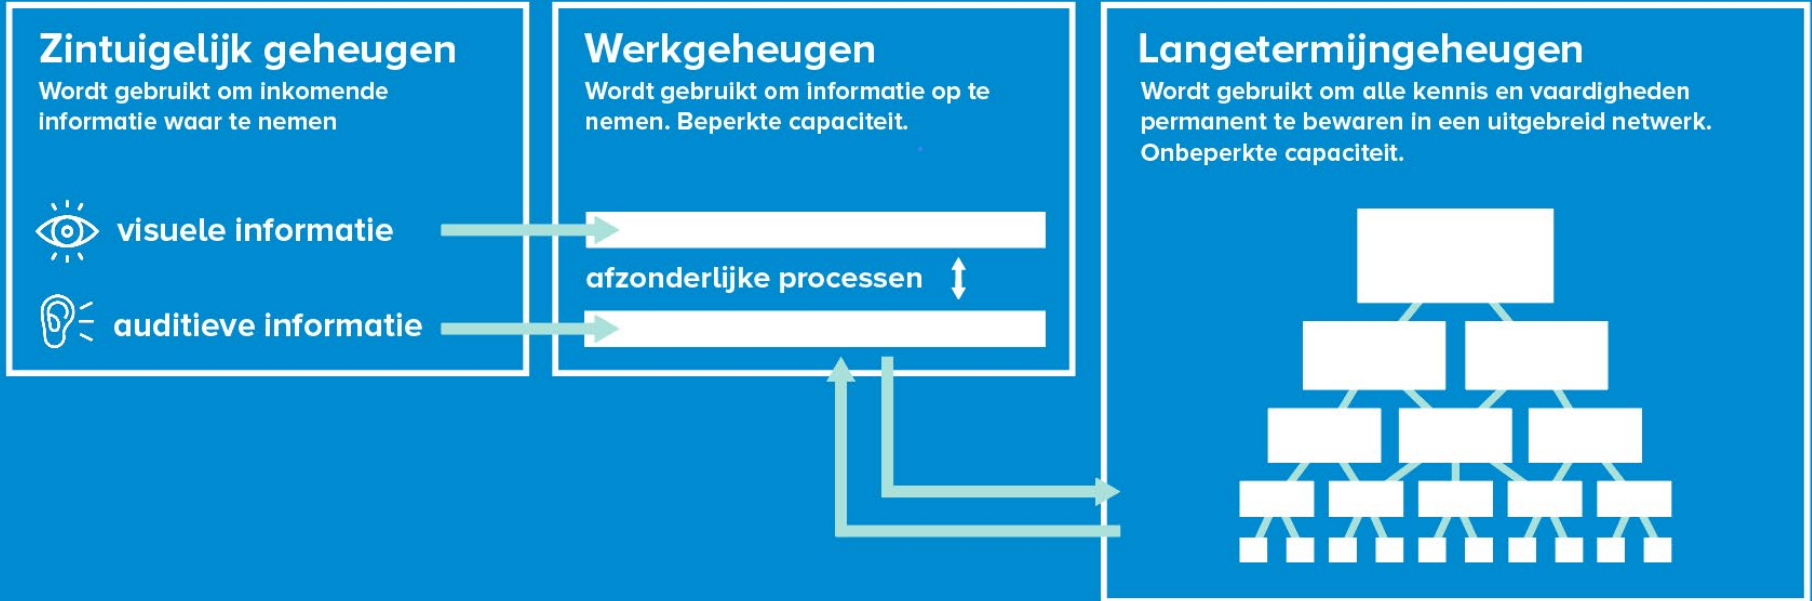 Zintuigelijk geheugen
Wordt gebruikt om inkomende
informatie waar te nemen
visuele informatie
auditieve informatie
Werkgeheugen
Wordt gebruikt om informatie op te
nemen. Beperkte capaciteit.
afzonderlijke processen
Langetermijngeheugen
Wordt gebruikt om alle kennis en vaardigheden
permanent te bewaren in een uitgebreid netwerk.
Onbeperkte capaciteit.